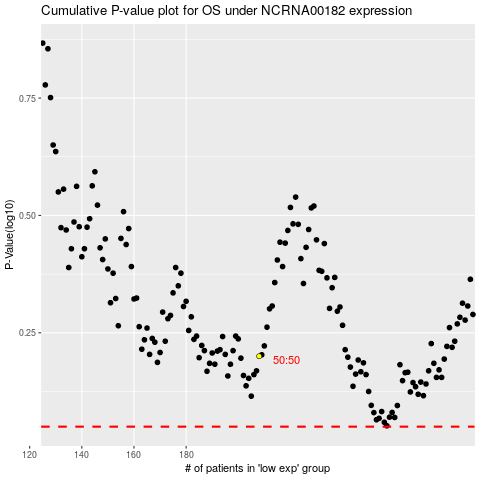 Cumulative P-value plot for OS under NCRNA00182 expression
P-Value(log10)
0.75
0.50
0.25
50:50
120 140 160 180
# of patients in 'low exp' group